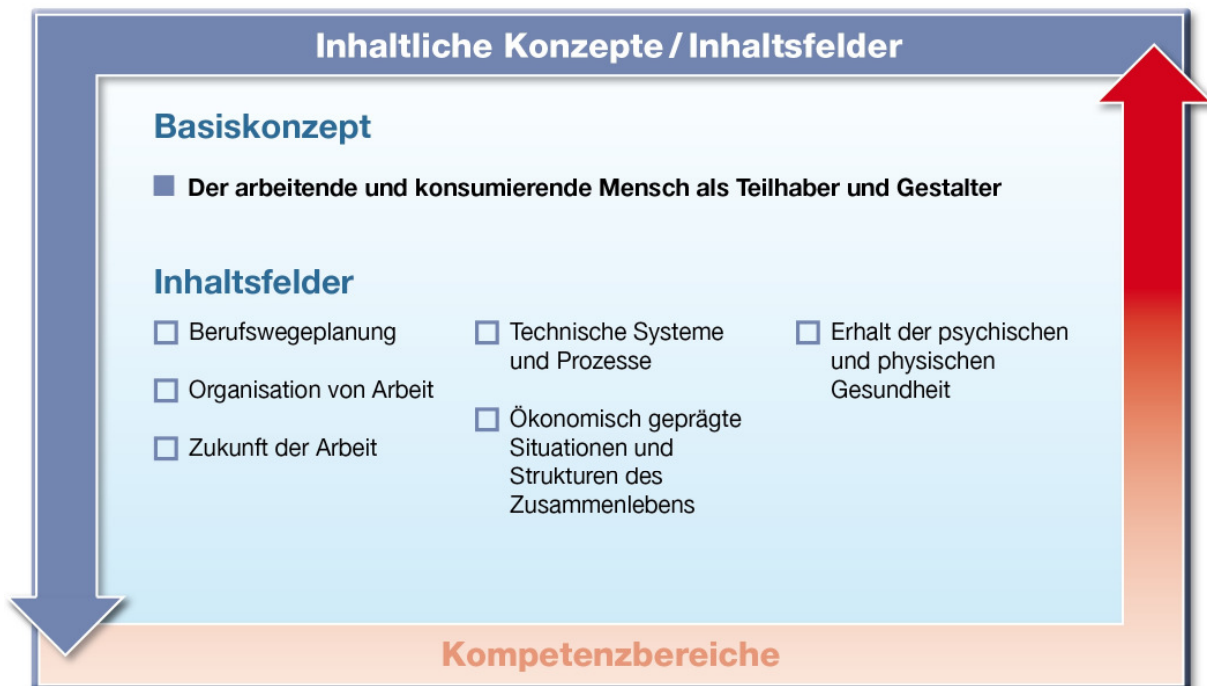 Inhaltliche Konzepte / Inhaltsfelder
Basiskonzept
Der arbeitende und konsumierende Mensch als Teilhaber und Gestalter
Inhaltsfelder
Berufswegeplanung
Organisation von Arbeit
Zukunft der Arbeit
Technische Systeme
und Prozesse
Ökonomisch geprägte
Situationen und
Strukturen des
Zusammenlebens
Erhalt der psychischen
und physischen
Gesundheit
Kompetenzbereiche